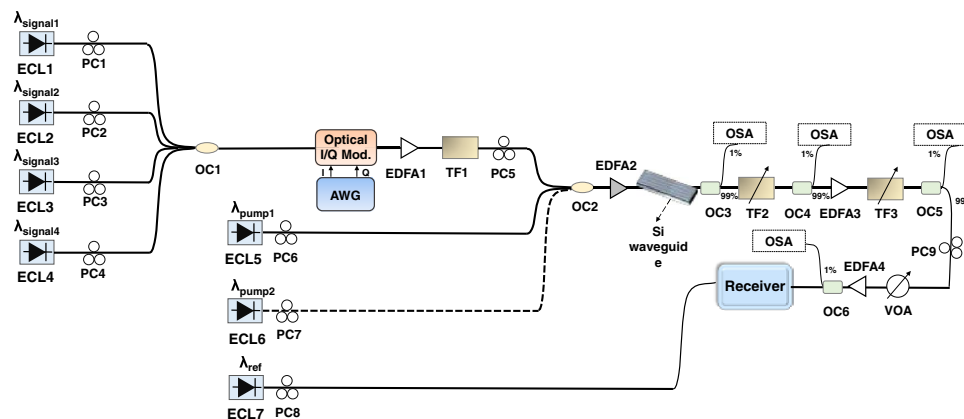 λsignal1
ECL1
PC1
λsignal2
ECL2
PC2
λsignal3
ECL3
PC3
λsignal4
ECL4
PC4
OC1
Optical
I/Q Mod.
I
Q
AWG
EDFA1
TF1
PC5
λpump1
ECL5
PC6
λpump2
ECL6
PC7
λref
ECL7
PC8
OC2
EDFA2
Si
waveguid
e
OSA
1%
99%
OC3
TF2
OSA
1%
99%
OC4
EDFA3
TF3
OSA
1%
OC5
99
PC9
VOA
EDFA4
OSA
1%
OC6
Receiver